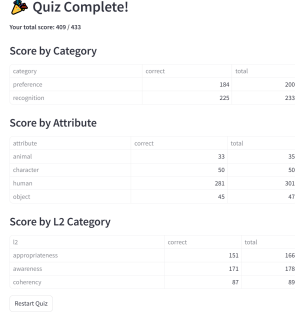 🎉 Quiz Complete!
Your total score: 409 / 433
Score by Category
category correct total
preference 184 200
recognition 225 233
Score by Attribute
attribute correct total
animal 33 35
character 50 50
human 281 301
object 45 47
Score by L2 Category
l2 correct total
appropriateness 151 166
awareness 171 178
coherency 87 89
Restart Quiz